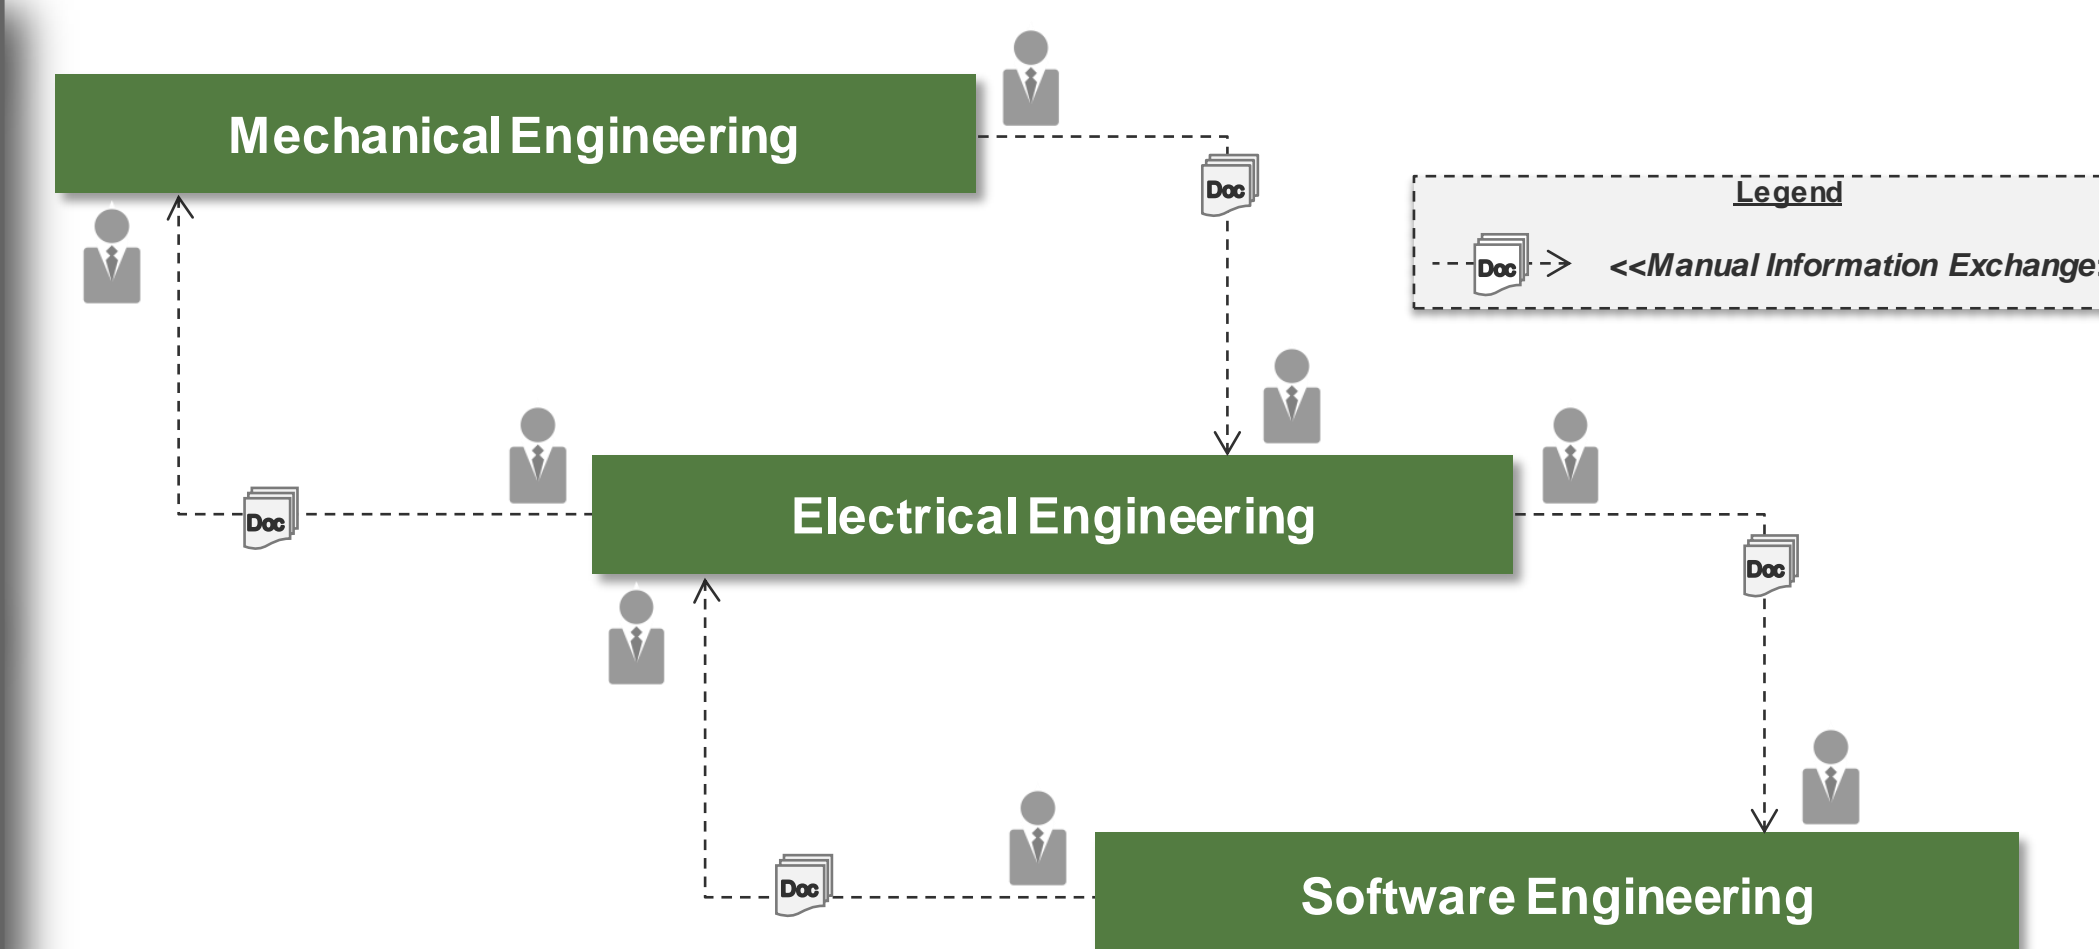 Mechanical Engineering
Doc
Legend
Doc
<<Manual Information Exchange
Doc
Electrical Engineering
Doc
Doc
Software Engineering